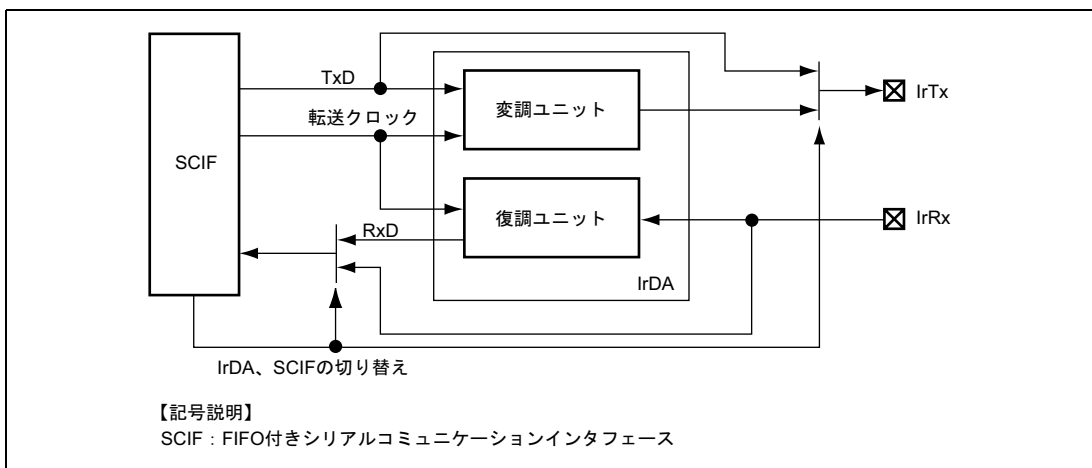 TxD
転送クロック
SCIF
変調ユニット
IrTx
復調ユニット
RxD
IrRx
IrDA
IrDA、SCIFの切り替え
【記号説明】
SCIF：FIFO付きシリアルコミュニケーションインタフェース